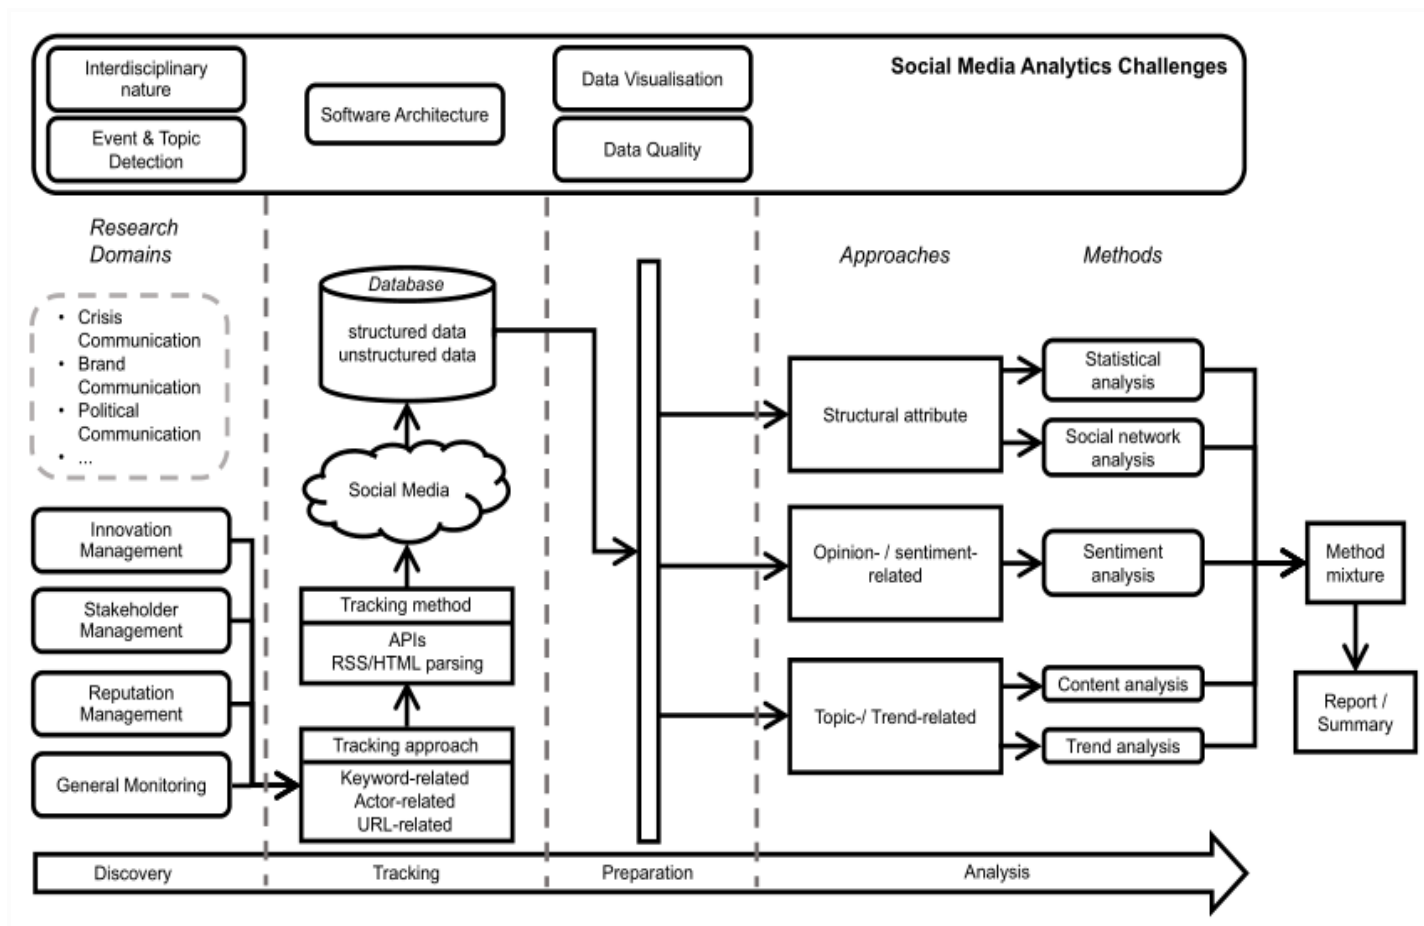 Social Media Analytics Challenges
Interdisciplinary
nature
Event & Topic
Detection
Software Architecture
Data Visualisation
Data Quality
Research
Domains
• Crisis
Communication
• Brand
Communication
• Political
Communication
• ...
Innovation
Management
Stakeholder
Management
Reputation
Management
General Monitoring
Database
structured data
unstructured data
Social Media
Tracking method
APIs
RSS/HTML parsing
Tracking approach
Keyword-related
Actor-related
URL-related
Approaches
Methods
Structural attribute
Opinion- / sentiment-
related
Topic-/ Trend-related
Statistical
analysis
Social network
analysis
Sentiment
analysis
Content analysis
Trend analysis
Method
mixture
Report /
Summary
Discovery
Tracking
Preparation
Analysis